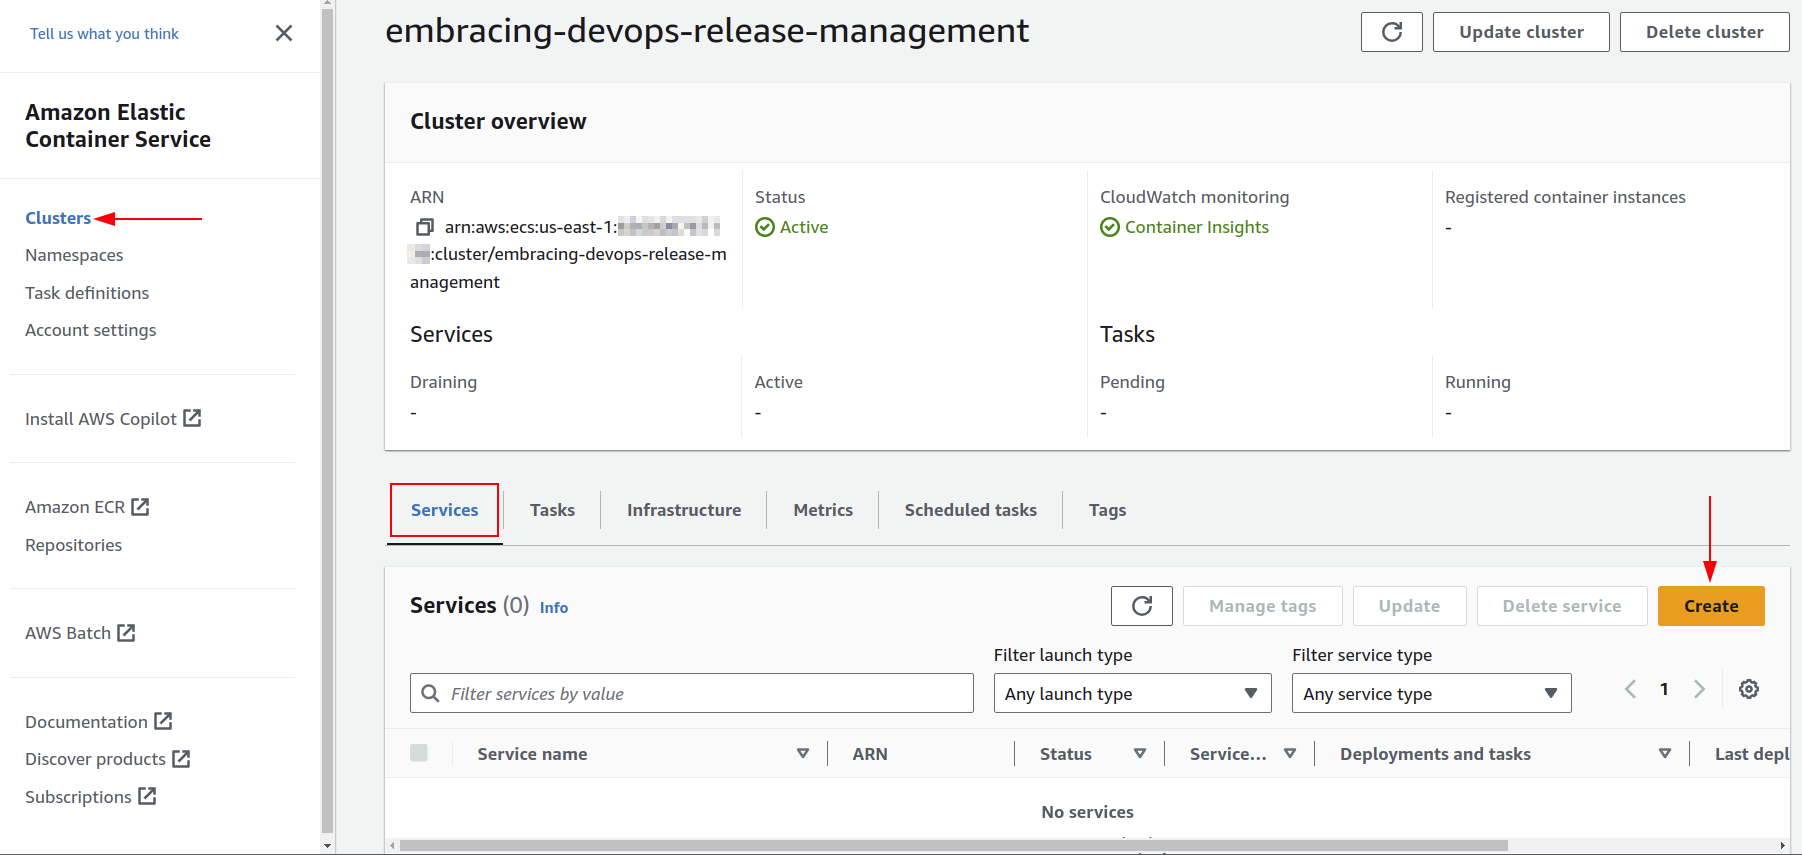 Tell us what you think
Amazon Elastic
Container Service
Clusters
Namespaces
Task definitions
Account settings
Install AWS Copilot
Amazon ECR
Repositories
AWS Batch
Documentation
Discover products
Subscriptions
embracing-devops-release-management
Update cluster
Delete cluster
Cluster overview
ARN
arn:aws:ecs:us-east-1:
:cluster/embracing-devops-release-m
anagement
Status
Active
CloudWatch monitoring
Container Insights
Registered container instances
-
Services
Tasks
Draining
-
Active
-
Pending
-
Running
-
Services
Tasks
Infrastructure
Metrics
Scheduled tasks
Tags
Services (0) Info
Manage tags
Update
Delete service
Create
Filter services by value
Filter launch type
Any launch type
Filter service type
Any service type
1
Service name
ARN
Status
Service...
Deployments and tasks
Last depl
No services